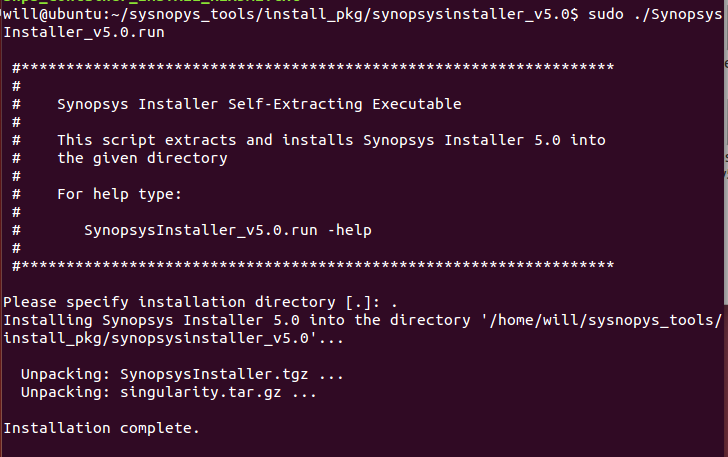 will@ubuntu:~/sysnopys_tools/install_pkg/synopsysinstaller_v5.0$ sudo ./Synopsys
Installer_v5.0.run
#******************************************************************
#
#    Synopsys Installer Self-Extracting Executable
#
#    This script extracts and installs Synopsys Installer 5.0 into
#    the given directory
#
#    For help type:
#
#       SynopsysInstaller_v5.0.run -help
#
#******************************************************************
Please specify installation directory [.]: .
Installing Synopsys Installer 5.0 into the directory '/home/will/sysnopys_tools/
install_pkg/synopsysinstaller_v5.0'...
Unpacking: SynopsysInstaller.tgz ...
Unpacking: singularity.tar.gz ...
Installation complete.